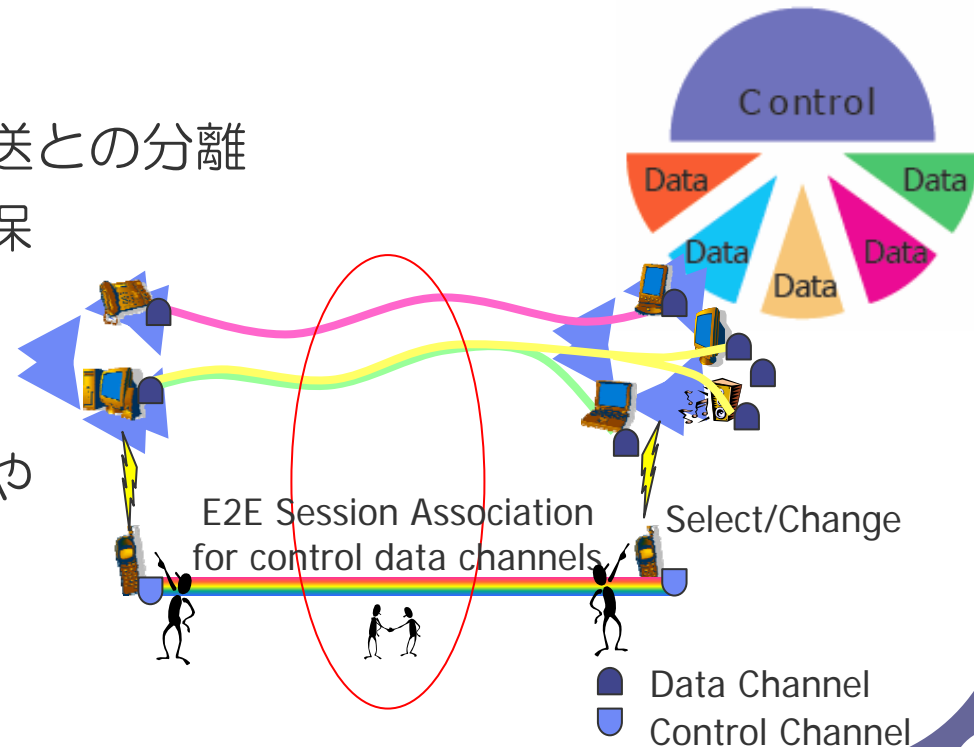 Control
送との分離
Data
Data
保
Data
Data
Data
や
E2E Session Association
for control data channels
Select/Change
Data Channel
Control Channel